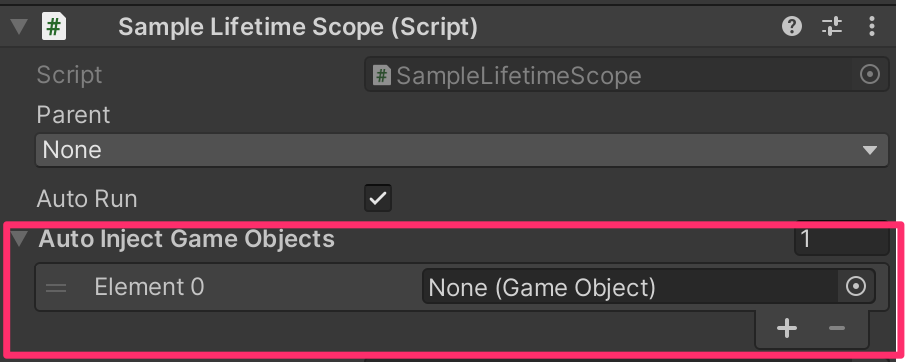 Sample Lifetime Scope (Script)
Script
# SampleLifetimeScope
Parent
None
Auto Run
Auto Inject Game Objects
1
Element 0
None (Game Object)